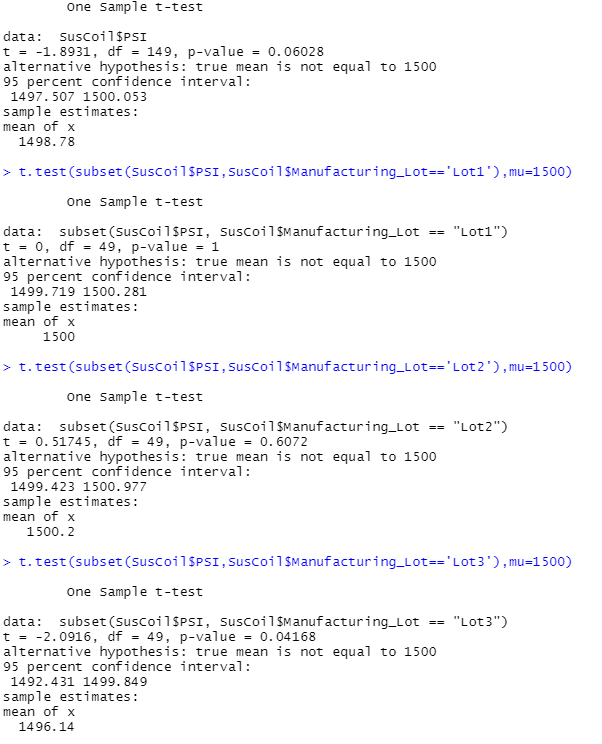 One Sample t-test

data:  SusCoil$PSI
t = -1.8931, df = 149, p-value = 0.06028
alternative hypothesis: true mean is not equal to 1500
95 percent confidence interval:
 1497.507 1500.053
sample estimates:
mean of x
  1498.78

> t.test(subset(SusCoil$PSI,SusCoil$Manufacturing_Lot=='Lot1'),mu=1500)

        One Sample t-test

data:  subset(SusCoil$PSI, SusCoil$Manufacturing_Lot == "Lot1")
t = 0, df = 49, p-value = 1
alternative hypothesis: true mean is not equal to 1500
95 percent confidence interval:
 1499.719 1500.281
sample estimates:
mean of x
     1500

> t.test(subset(SusCoil$PSI,SusCoil$Manufacturing_Lot=='Lot2'),mu=1500)

        One Sample t-test

data:  subset(SusCoil$PSI, SusCoil$Manufacturing_Lot == "Lot2")
t = 0.51745, df = 49, p-value = 0.6072
alternative hypothesis: true mean is not equal to 1500
95 percent confidence interval:
 1499.423 1500.977
sample estimates:
mean of x
   1500.2

> t.test(subset(SusCoil$PSI,SusCoil$Manufacturing_Lot=='Lot3'),mu=1500)

        One Sample t-test

data:  subset(SusCoil$PSI, SusCoil$Manufacturing_Lot == "Lot3")
t = -2.0916, df = 49, p-value = 0.04168
alternative hypothesis: true mean is not equal to 1500
95 percent confidence interval:
 1492.431 1499.849
sample estimates:
mean of x
  1496.14